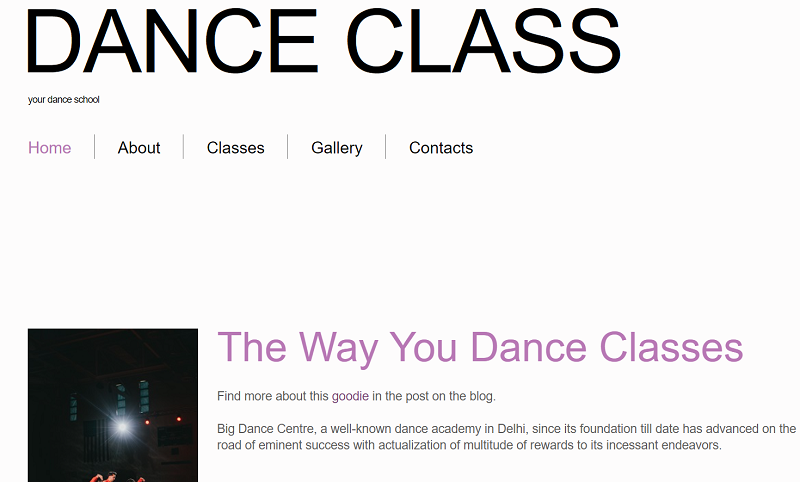 DANCE CLASS
your dance school
Home
About
Classes
Gallery
Contacts
The Way You Dance Classes
Find more about this goodie in the post on the blog.
Big Dance Centre, a well-known dance academy in Delhi, since its foundation till date has advanced on the
road of eminent success with actualization of multitude of rewards to its incessant endeavors.